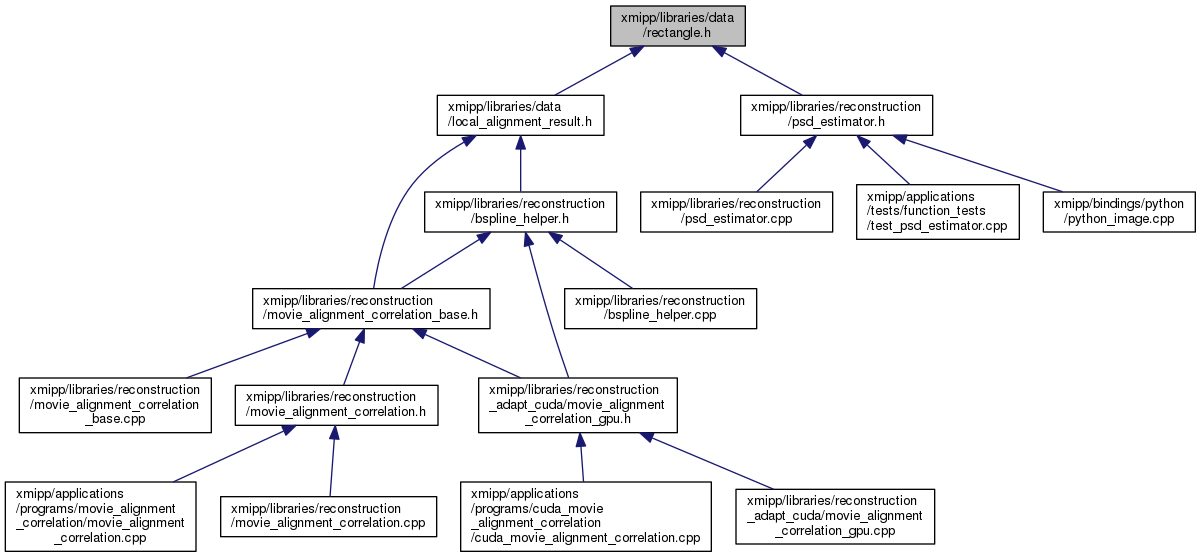 xmipp/libraries/data
/rectangle.h
xmipp/libraries/data
/local_alignment_result.h
xmipp/libraries/reconstruction
/psd_estimator.h
xmipp/libraries/reconstruction
/bspline_helper.h
xmipp/libraries/reconstruction
/psd_estimator.cpp
xmipp/applications
/tests/function_tests
/test_psd_estimator.cpp
xmipp/bindings/python
/python_image.cpp
xmipp/libraries/reconstruction
/movie_alignment_correlation_base.h
xmipp/libraries/reconstruction
/bspline_helper.cpp
xmipp/libraries/reconstruction
/movie_alignment_correlation
_base.cpp
xmipp/libraries/reconstruction
/movie_alignment_correlation.h
xmipp/libraries/reconstruction
_adapt_cuda/movie_alignment
_correlation_gpu.h
xmipp/applications
/programs/movie_alignment
_correlation/movie_alignment
_correlation.cpp
xmipp/libraries/reconstruction
/movie_alignment_correlation.cpp
xmipp/applications
/programs/cuda_movie
_alignment_correlation
/cuda_movie_alignment_correlation.cpp
xmipp/libraries/reconstruction
_adapt_cuda/movie_alignment
_correlation_gpu.cpp